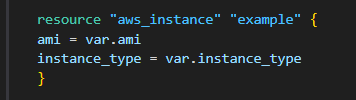 resource "aws_instance" "example" {
ami = var.ami
instance_type = var.instance_type
}